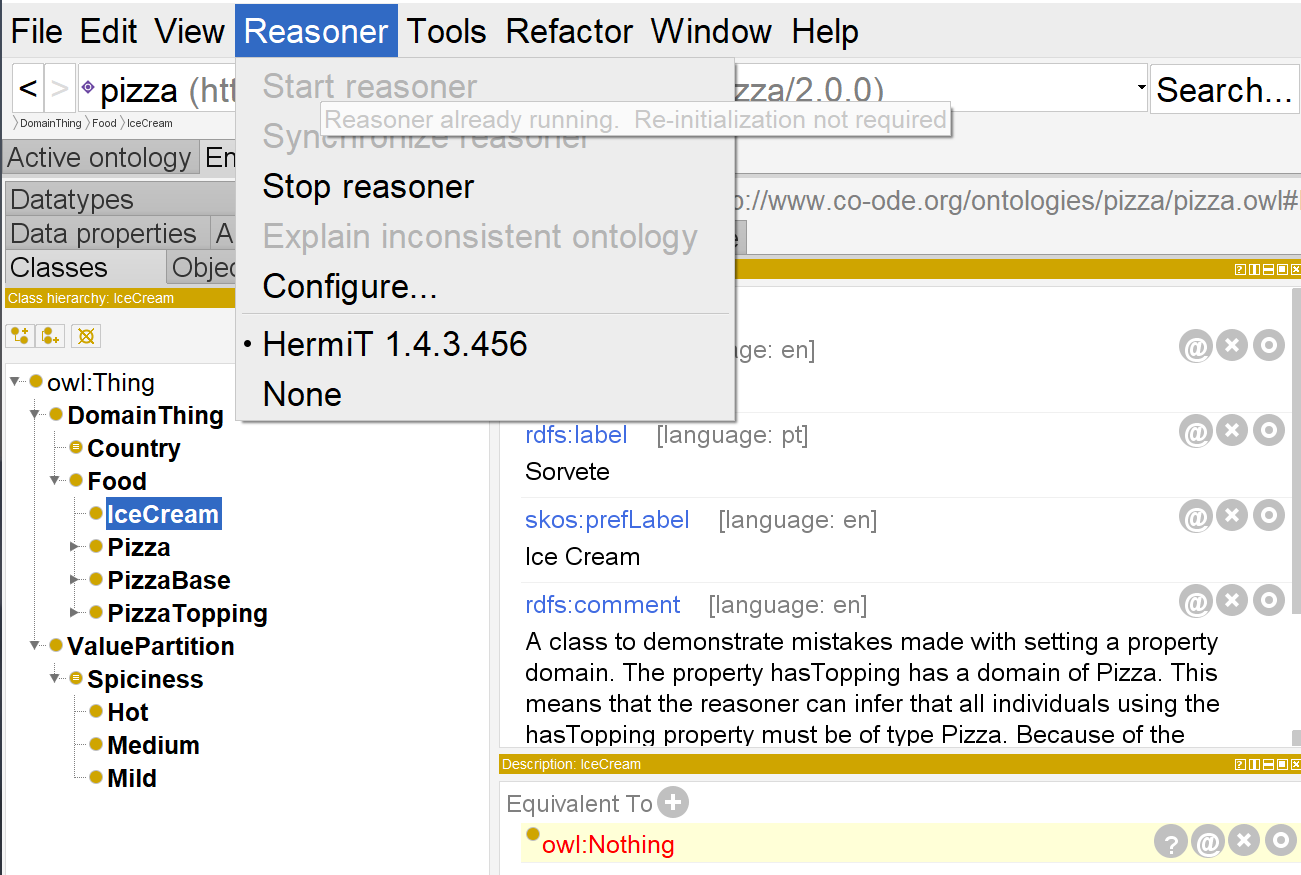 File Edit View Reasoner Tools Refactor Window Help
< > pizza (htt zza/2.0.0) Search...
Start reasoner
Reasoner already running. Re-initialization not required
Synchronize reasoner
Stop reasoner
Explain inconsistent ontology
Configure...
HermiT 1.4.3.456
None
DomainThing Food IceCream
Active ontology En
p://www.co-ode.org/ontologies/pizza/pizza.owl#
Datatypes
Data properties A
Classes Objec
Class hierarchy: IceCream
owl:Thing
DomainThing
Country
Food
IceCream
Pizza
PizzaBase
PizzaTopping
ValuePartition
Spiciness
Hot
Medium
Mild
age: en]
rdfs:label [language: pt]
Sorvete
skos:prefLabel [language: en]
Ice Cream
rdfs:comment [language: en]
A class to demonstrate mistakes made with setting a property
domain. The property hasTopping has a domain of Pizza. This
means that the reasoner can infer that all individuals using the
hasTopping property must be of type Pizza. Because of the
Description: IceCream
Equivalent To
owl:Nothing